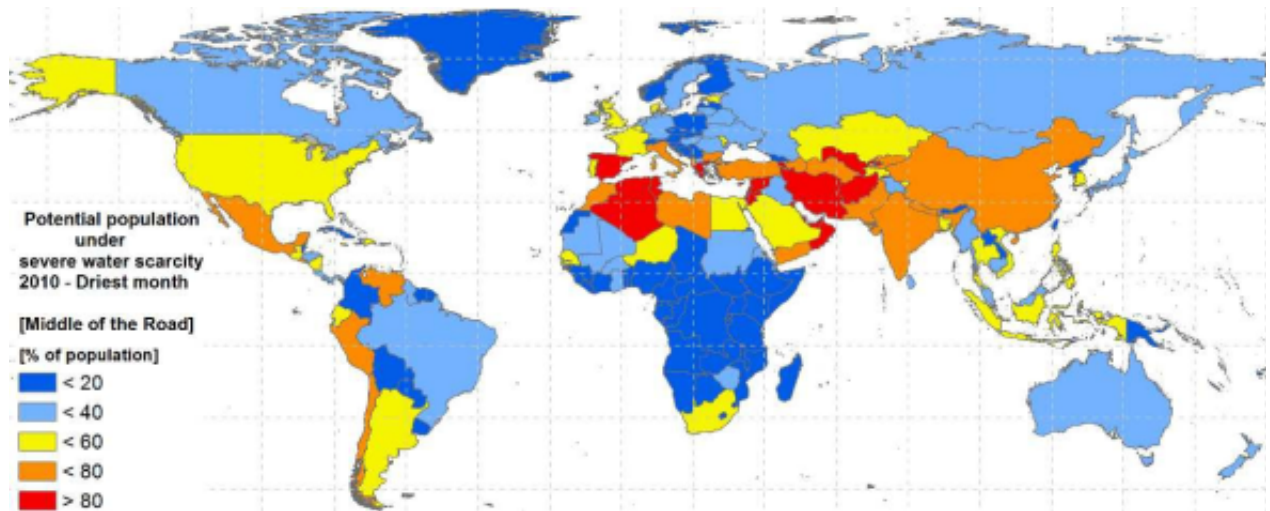 Potential population
under
severe water scarcity
2010 - Driest month
[Middle of the Road]
[% of population]
< 20
< 40
< 60
< 80
> 80